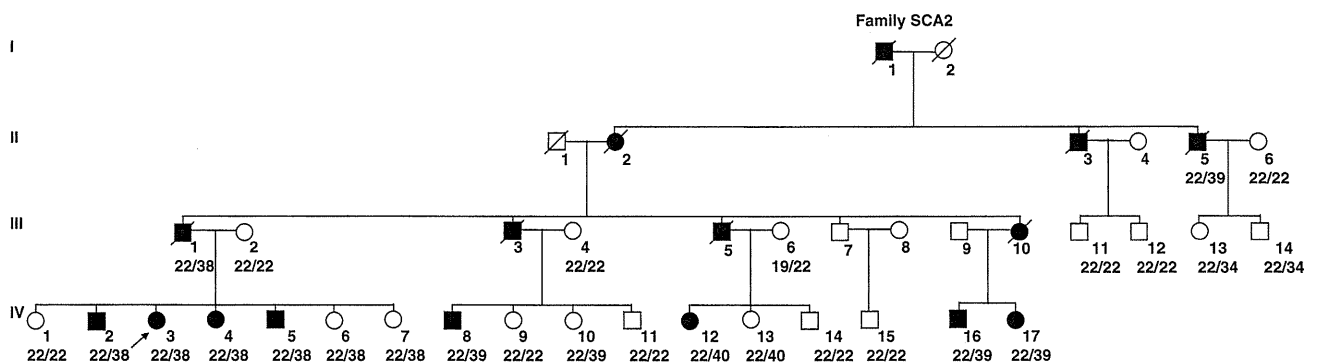 Family SCA2
I
1 2
II
1 2 3 4 5 6
22/39 22/22
III
1 2 3 4 5 6 7 8 9 10 11 12 13 14
22/38 22/22 22/22 19/22 22/22 22/22 22/34 22/34
IV
1 2 3 4 5 6 7 8 9 10 11 12 13 14 15 16 17
22/22 22/38 22/38 22/38 22/38 22/38 22/38 22/39 22/22 22/39 22/22 22/40 22/40 22/22 22/22 22/39 22/39